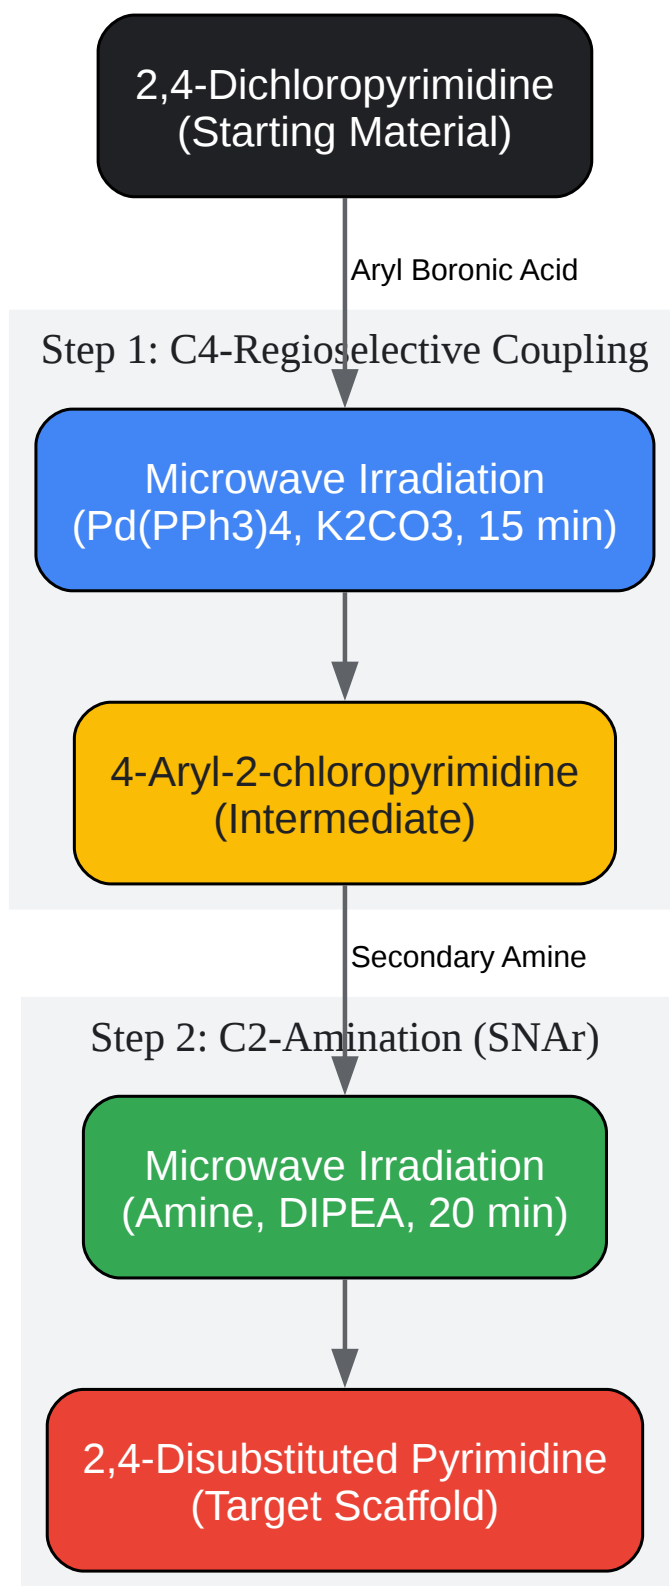 2,4-Dichloropyrimidine
(Starting Material)
Aryl Boronic Acid
Step 1: C4-Regioselective Coupling
Microwave Irradiation
(Pd(PPh3)4, K2CO3, 15 min)
4-Aryl-2-chloropyrimidine
(Intermediate)
Secondary Amine
Step 2: C2-Amination (SNAr)
Microwave Irradiation
(Amine, DIPEA, 20 min)
2,4-Disubstituted Pyrimidine
(Target Scaffold)